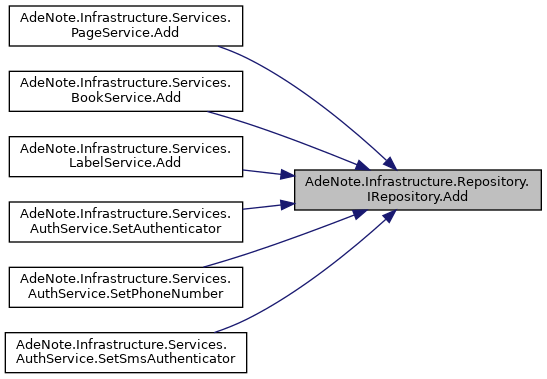 AdeNote.Infrastructure.Services.
PageService.Add
AdeNote.Infrastructure.Services.
BookService.Add
AdeNote.Infrastructure.Services.
LabelService.Add
AdeNote.Infrastructure.Services.
AuthService.SetAuthenticator
AdeNote.Infrastructure.Services.
AuthService.SetPhoneNumber
AdeNote.Infrastructure.Services.
AuthService.SetSmsAuthenticator
AdeNote.Infrastructure.Repository.
IRepository.Add